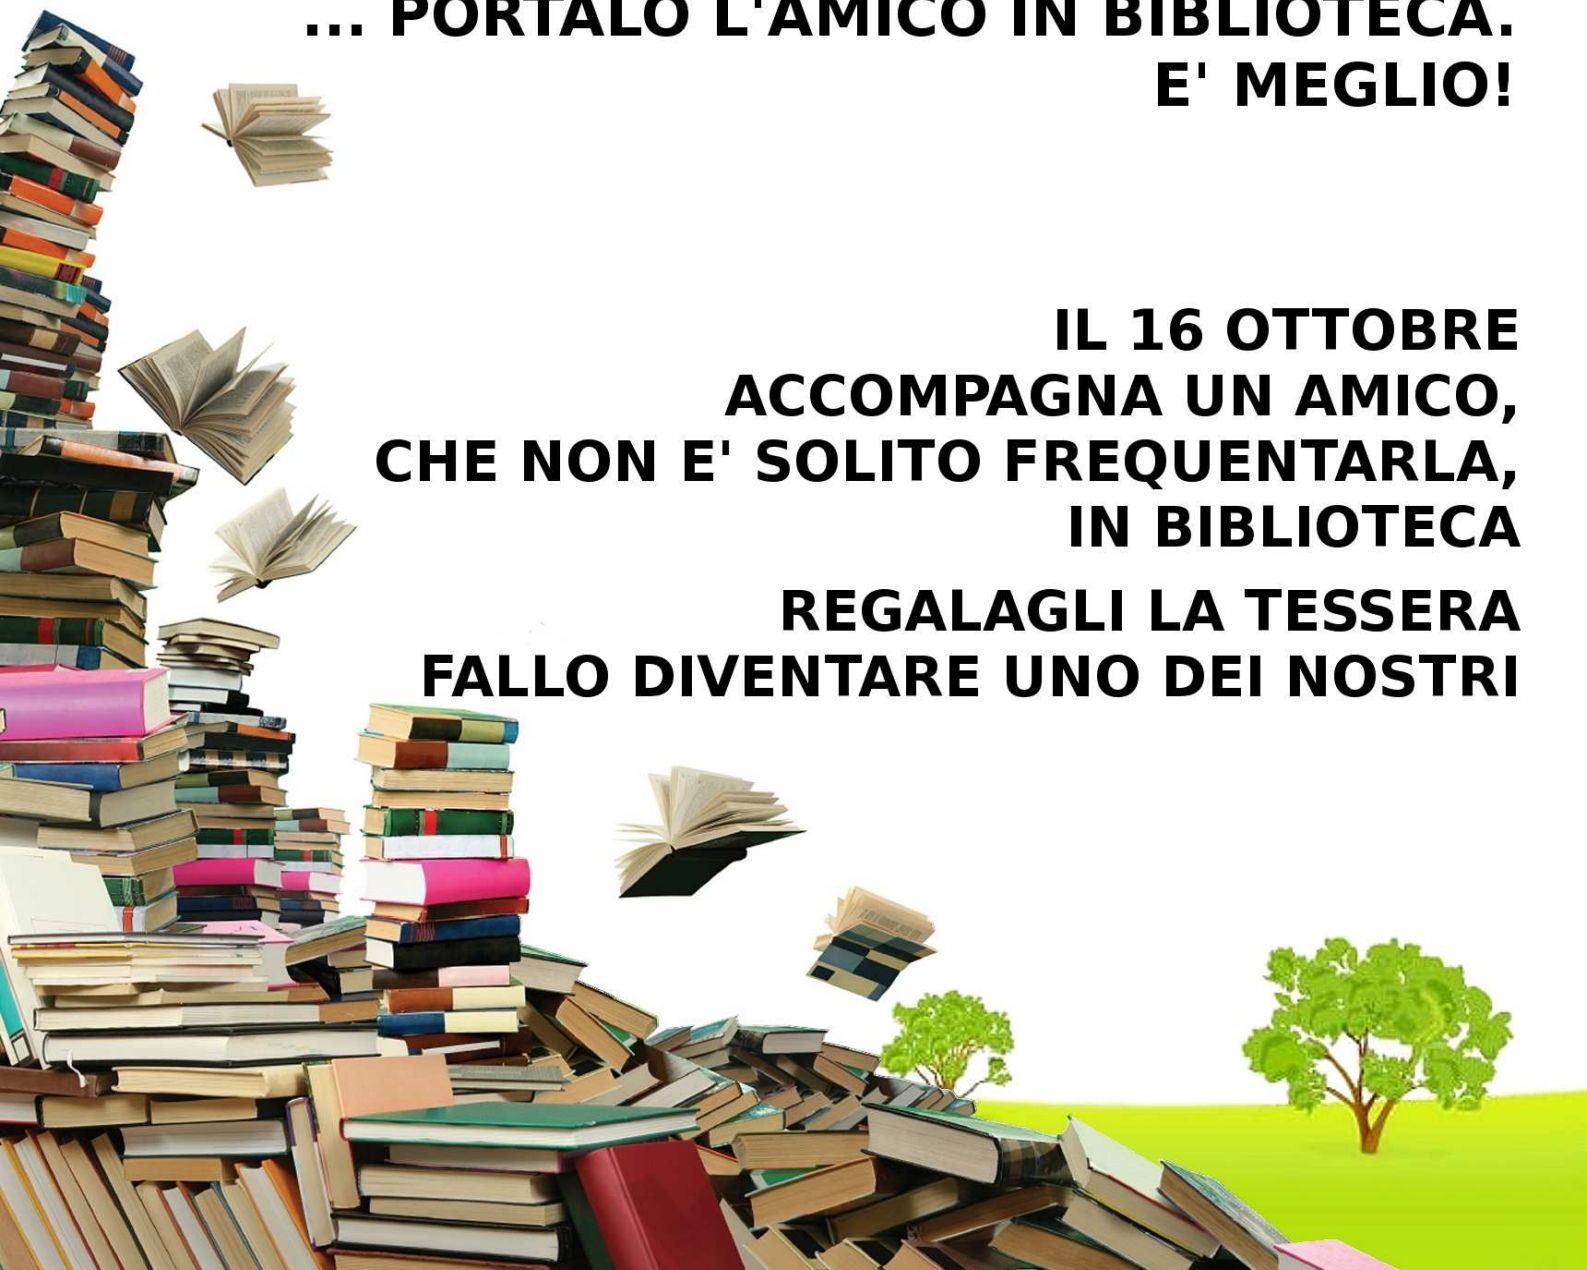 ... PORTALO L'AMICO IN BIBLIOTECA.
E' MEGLIO!
IL 16 OTTOBRE
ACCOMPAGNA UN AMICO,
CHE NON E' SOLITO FREQUENTARLA,
IN BIBLIOTECA
REGALAGLI LA TESSERA
FALLO DIVENTARE UNO DEI NOSTRI